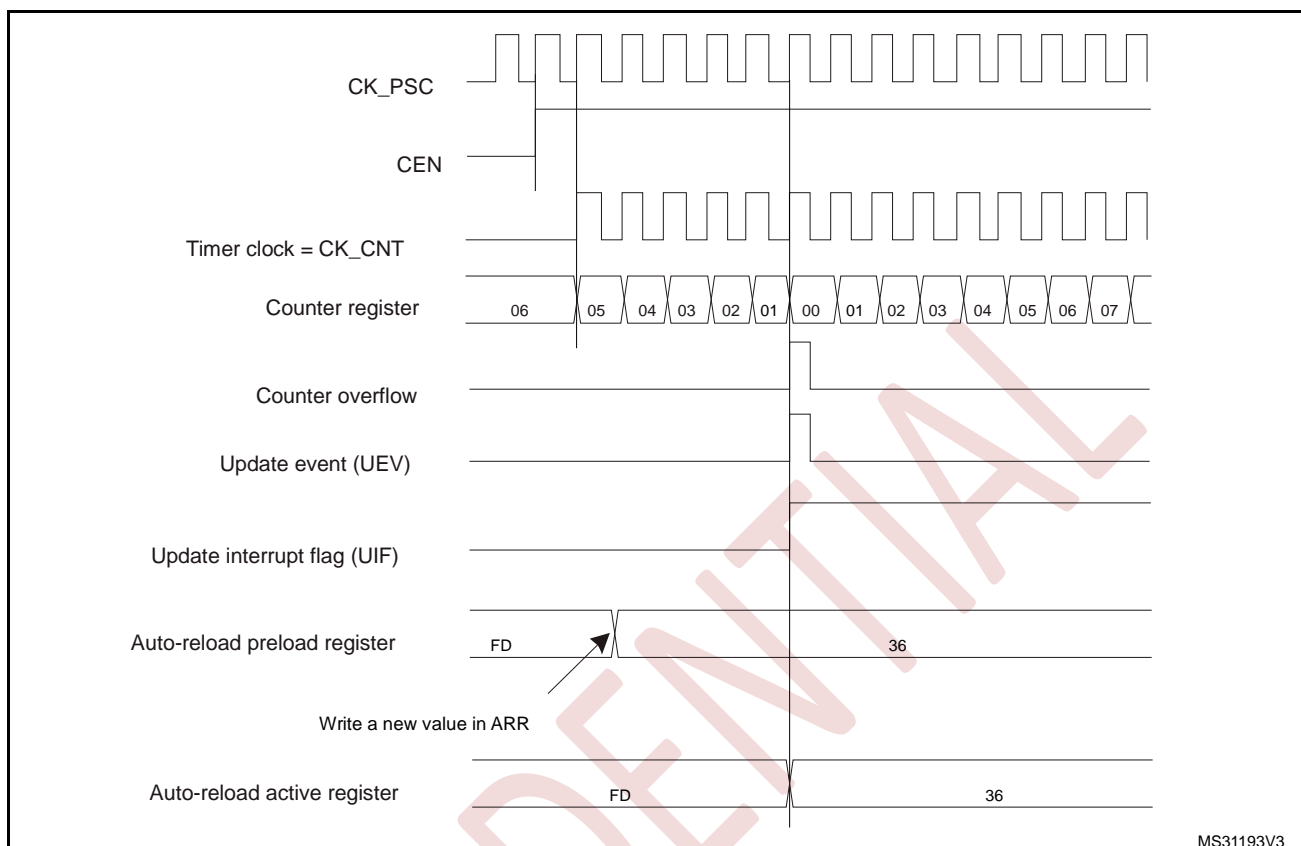 CK_PSC
CEN
Timer clock = CK_CNT
Counter register 06 05 04 03 02 01 00 01 02 03 04 05 06 07
Counter overflow
Update event (UEV)
Update interrupt flag (UIF)
Auto-reload preload register FD 36
Write a new value in ARR
Auto-reload active register FD 36
DENTIAL
MS31193V3